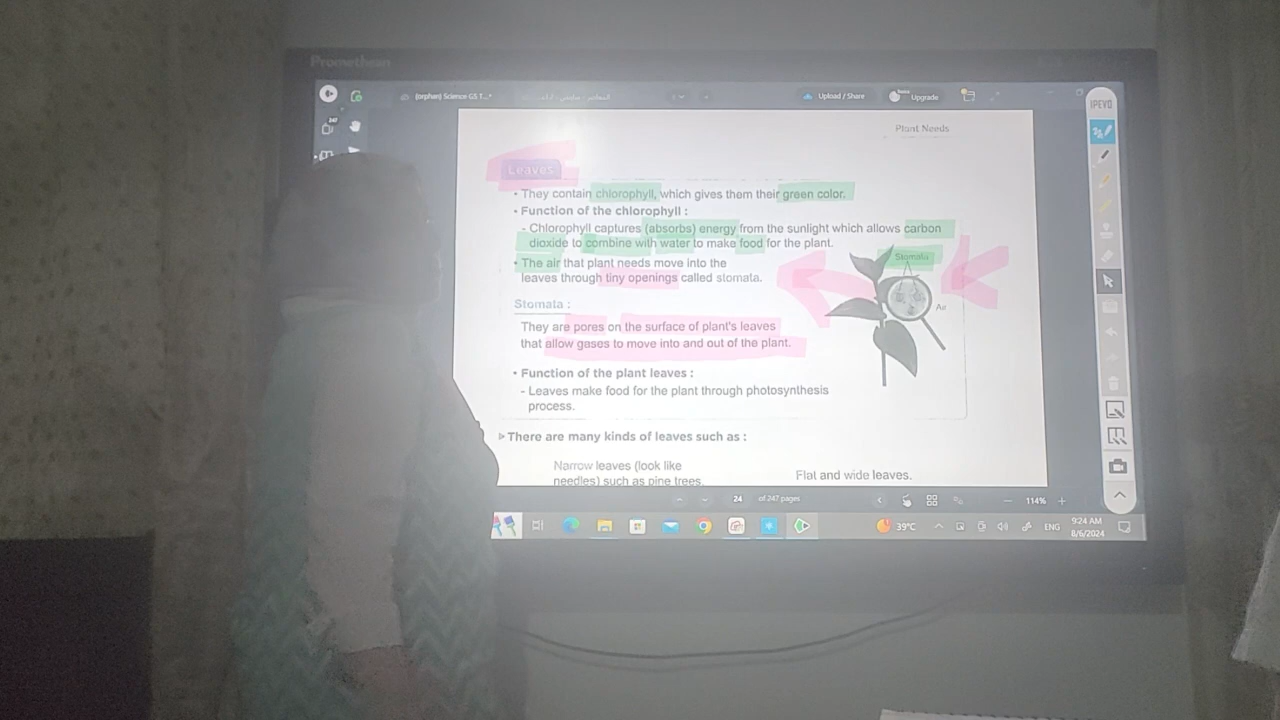 Promethean
(orphan) Science G5 T...*
Upload / Share
Basic
Upgrade
IPEVO
247
Plant Needs
Leaves
• They contain chlorophyll, which gives them their green color.
• Function of the chlorophyll :
- Chlorophyll captures (absorbs) energy from the sunlight which allows carbon
dioxide to combine with water to make food for the plant.
• The air that plant needs move into the
leaves through tiny openings called stomata.
Stomata
Air
Stomata :
They are pores on the surface of plant's leaves
that allow gases to move into and out of the plant.
• Function of the plant leaves :
- Leaves make food for the plant through photosynthesis
process.
There are many kinds of leaves such as :
Narrow leaves (look like
needles) such as pine trees.
Flat and wide leaves.
24 of 247 pages
114%
39°C
ENG
9:24 AM
8/6/2024